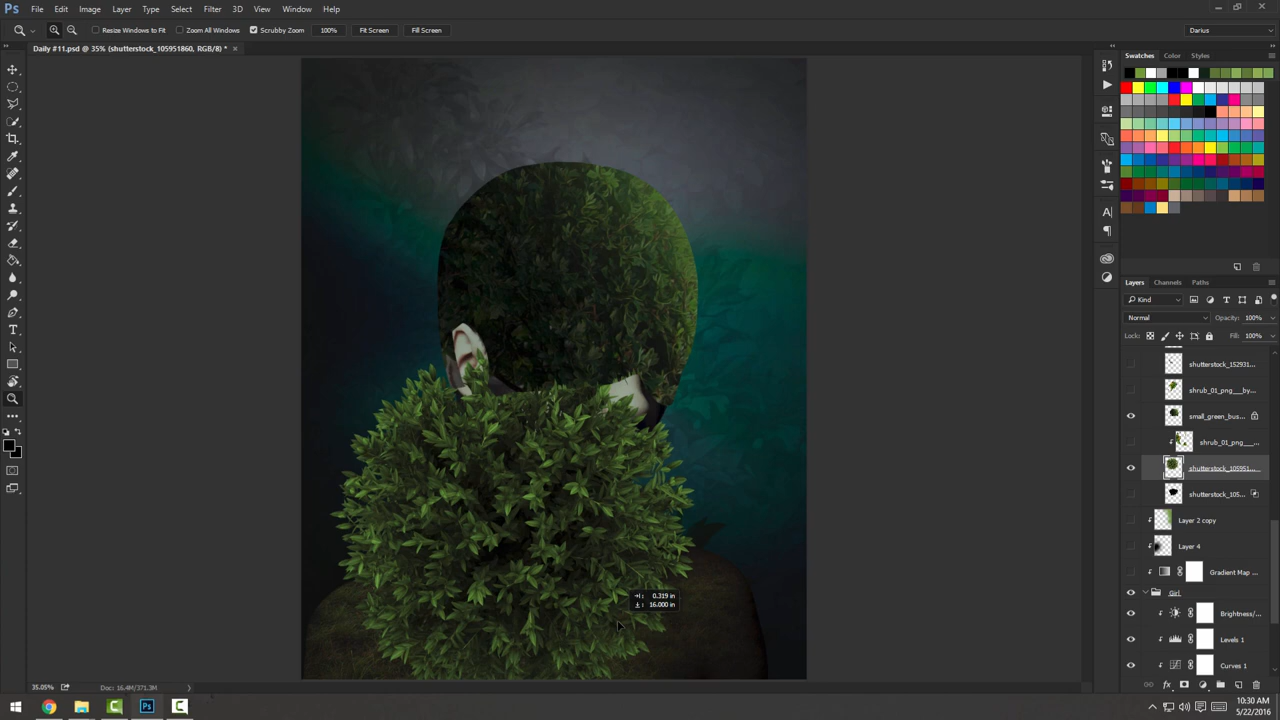 Ps File Edit Image Layer Type Select Filter 3D View Window Help
Resize Windows to Fit Zoom All Windows Scrubby Zoom 100% Fit Screen Fill Screen Darius
Daily #11.psd @ 35% (shutterstock_105951860, RGB/8) * ×
Swatches Color Styles
Layers Channels Paths
Kind
Normal Opacity: 100%
Lock: Fill: 100%
shutterstock_152931...
shrub_01_png___by...
small_green_bus...
shrub_01_png___...
shutterstock_105951...
shutterstock_105...
Layer 2 copy
Layer 4
Gradient Map ...
Girl
Brightness/...
Levels 1
Curves 1
0.319 in
16.000 in
35.05% Doc: 16.4M/371.3M
10:30 AM
5/22/2016